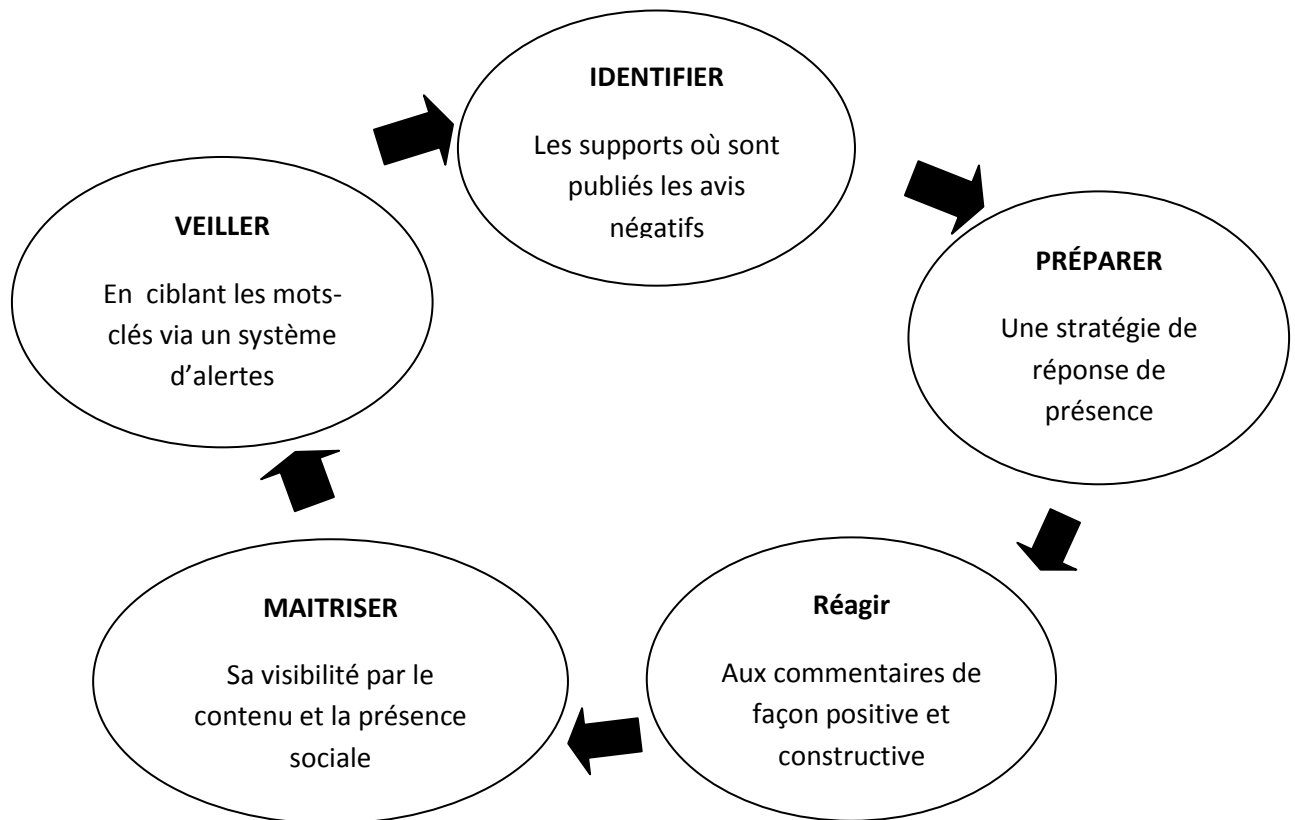 IDENTIFIER
Les supports où sont
publiés les avis
négatifs
VEILLER
En  ciblant les mots-
clés via un système
d’alertes
PRÉPARER
Une stratégie de
réponse de
présence
MAITRISER
Sa visibilité par le
contenu et la présence
sociale
Réagir
Aux commentaires de
façon positive et
constructive